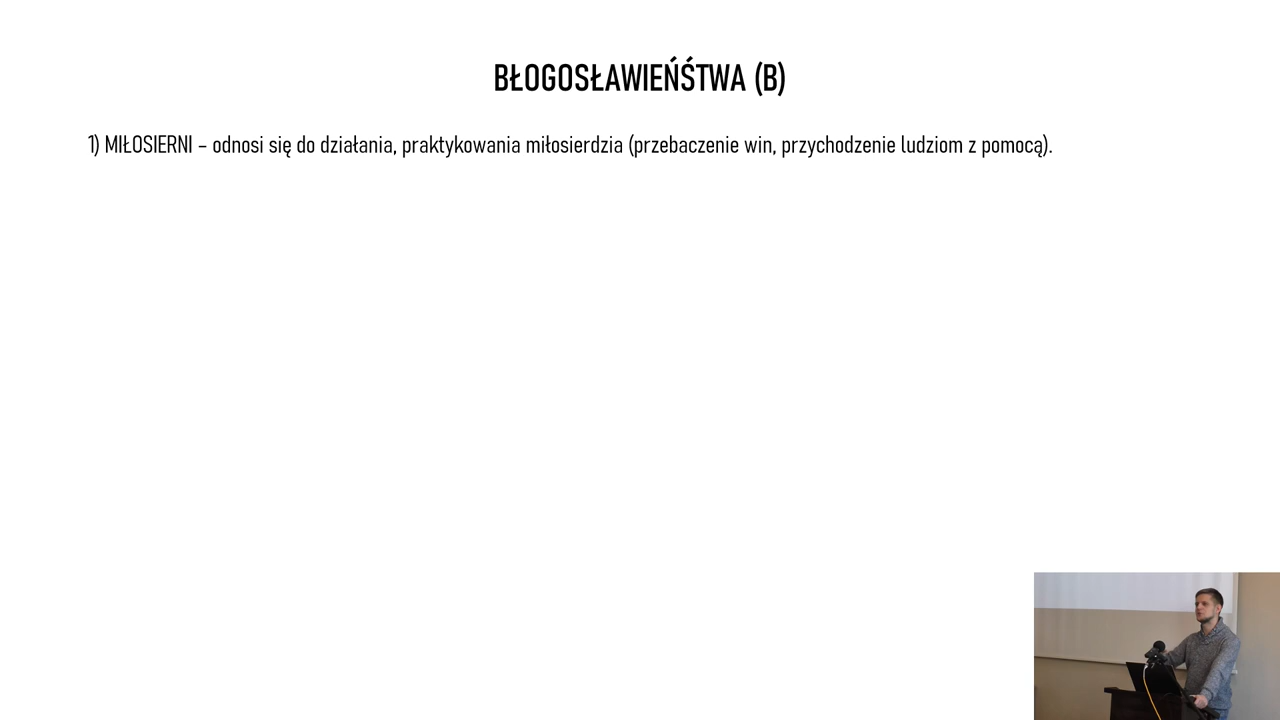 BŁOGOSŁAWIEŃŚTWA (B)
1) MIŁOSIERNI – odnosi się do działania, praktykowania miłosierdzia (przebaczenie win, przychodzenie ludziom z pomocą).